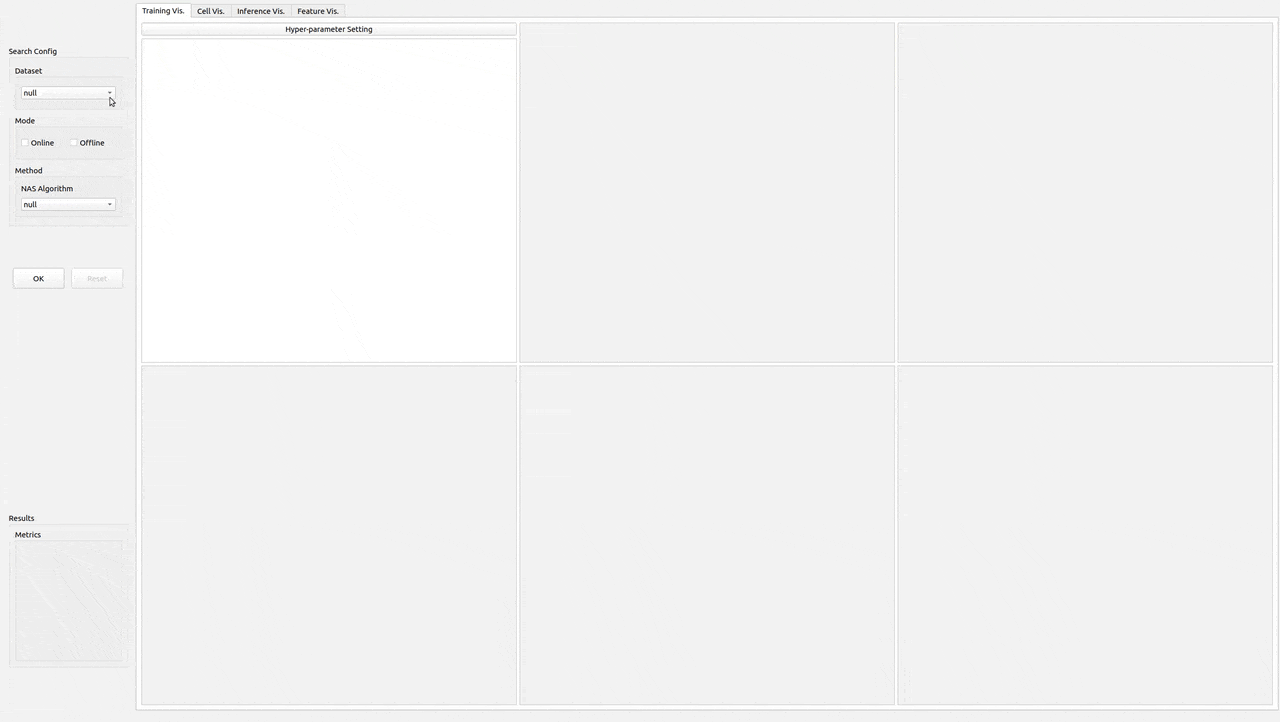 Training Vis. Cell Vis. Inference Vis. Feature Vis.
Hyper-parameter Setting
Search Config
Dataset
null
Mode
Online Offline
Method
NAS Algorithm
null
OK Reset
Results
Metrics